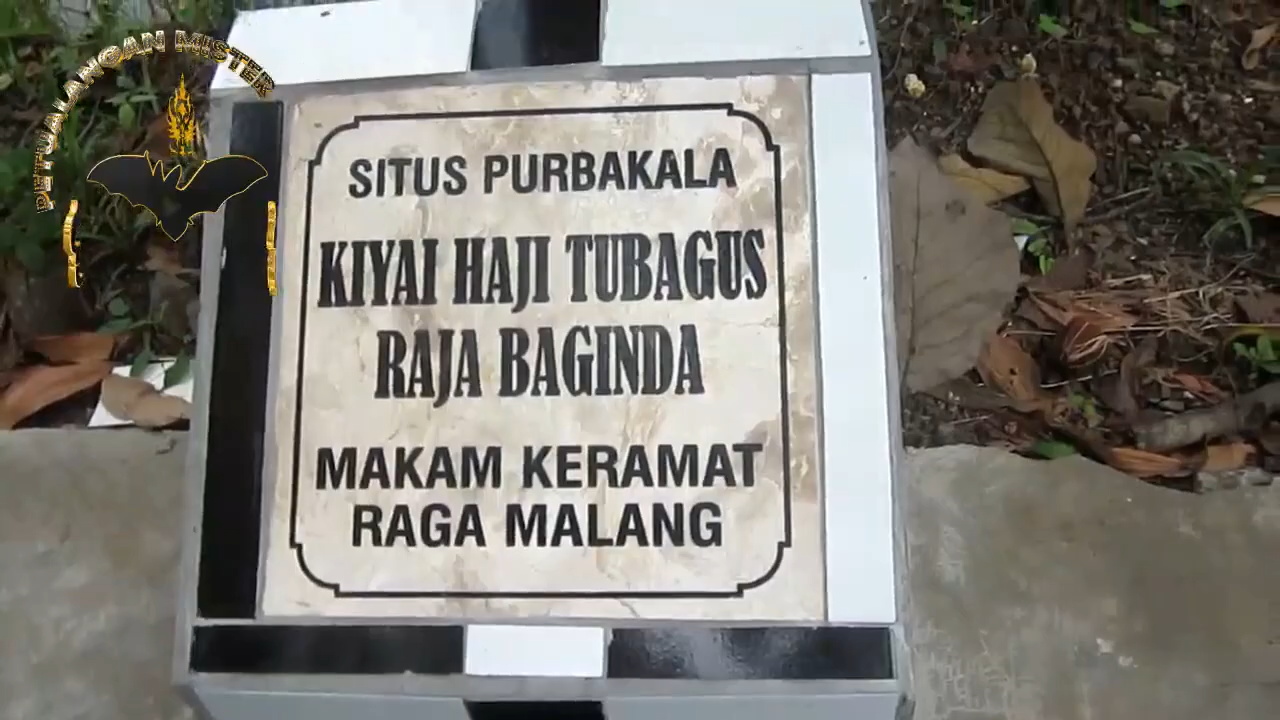 PETUALANGAN MISTER
SITUS PURBAKALA
KIYAI HAJI TUBAGUS
RAJA BAGINDA
MAKAM KERAMAT
RAGA MALANG